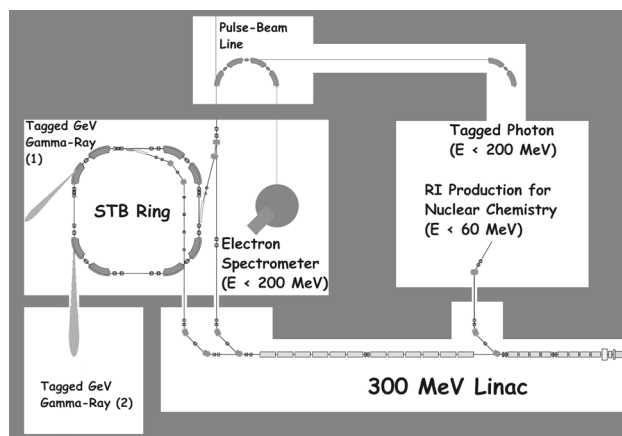 Pulse-Beam
Line
Tagged GeV
Gamma-Ray
(1)
Tagged Photon
(E < 200 MeV)
RI Production for
Nuclear Chemistry
(E < 60 MeV)
STB Ring
Electron
Spectrometer
(E < 200 MeV)
Tagged GeV
Gamma-Ray (2)
300 MeV Linac